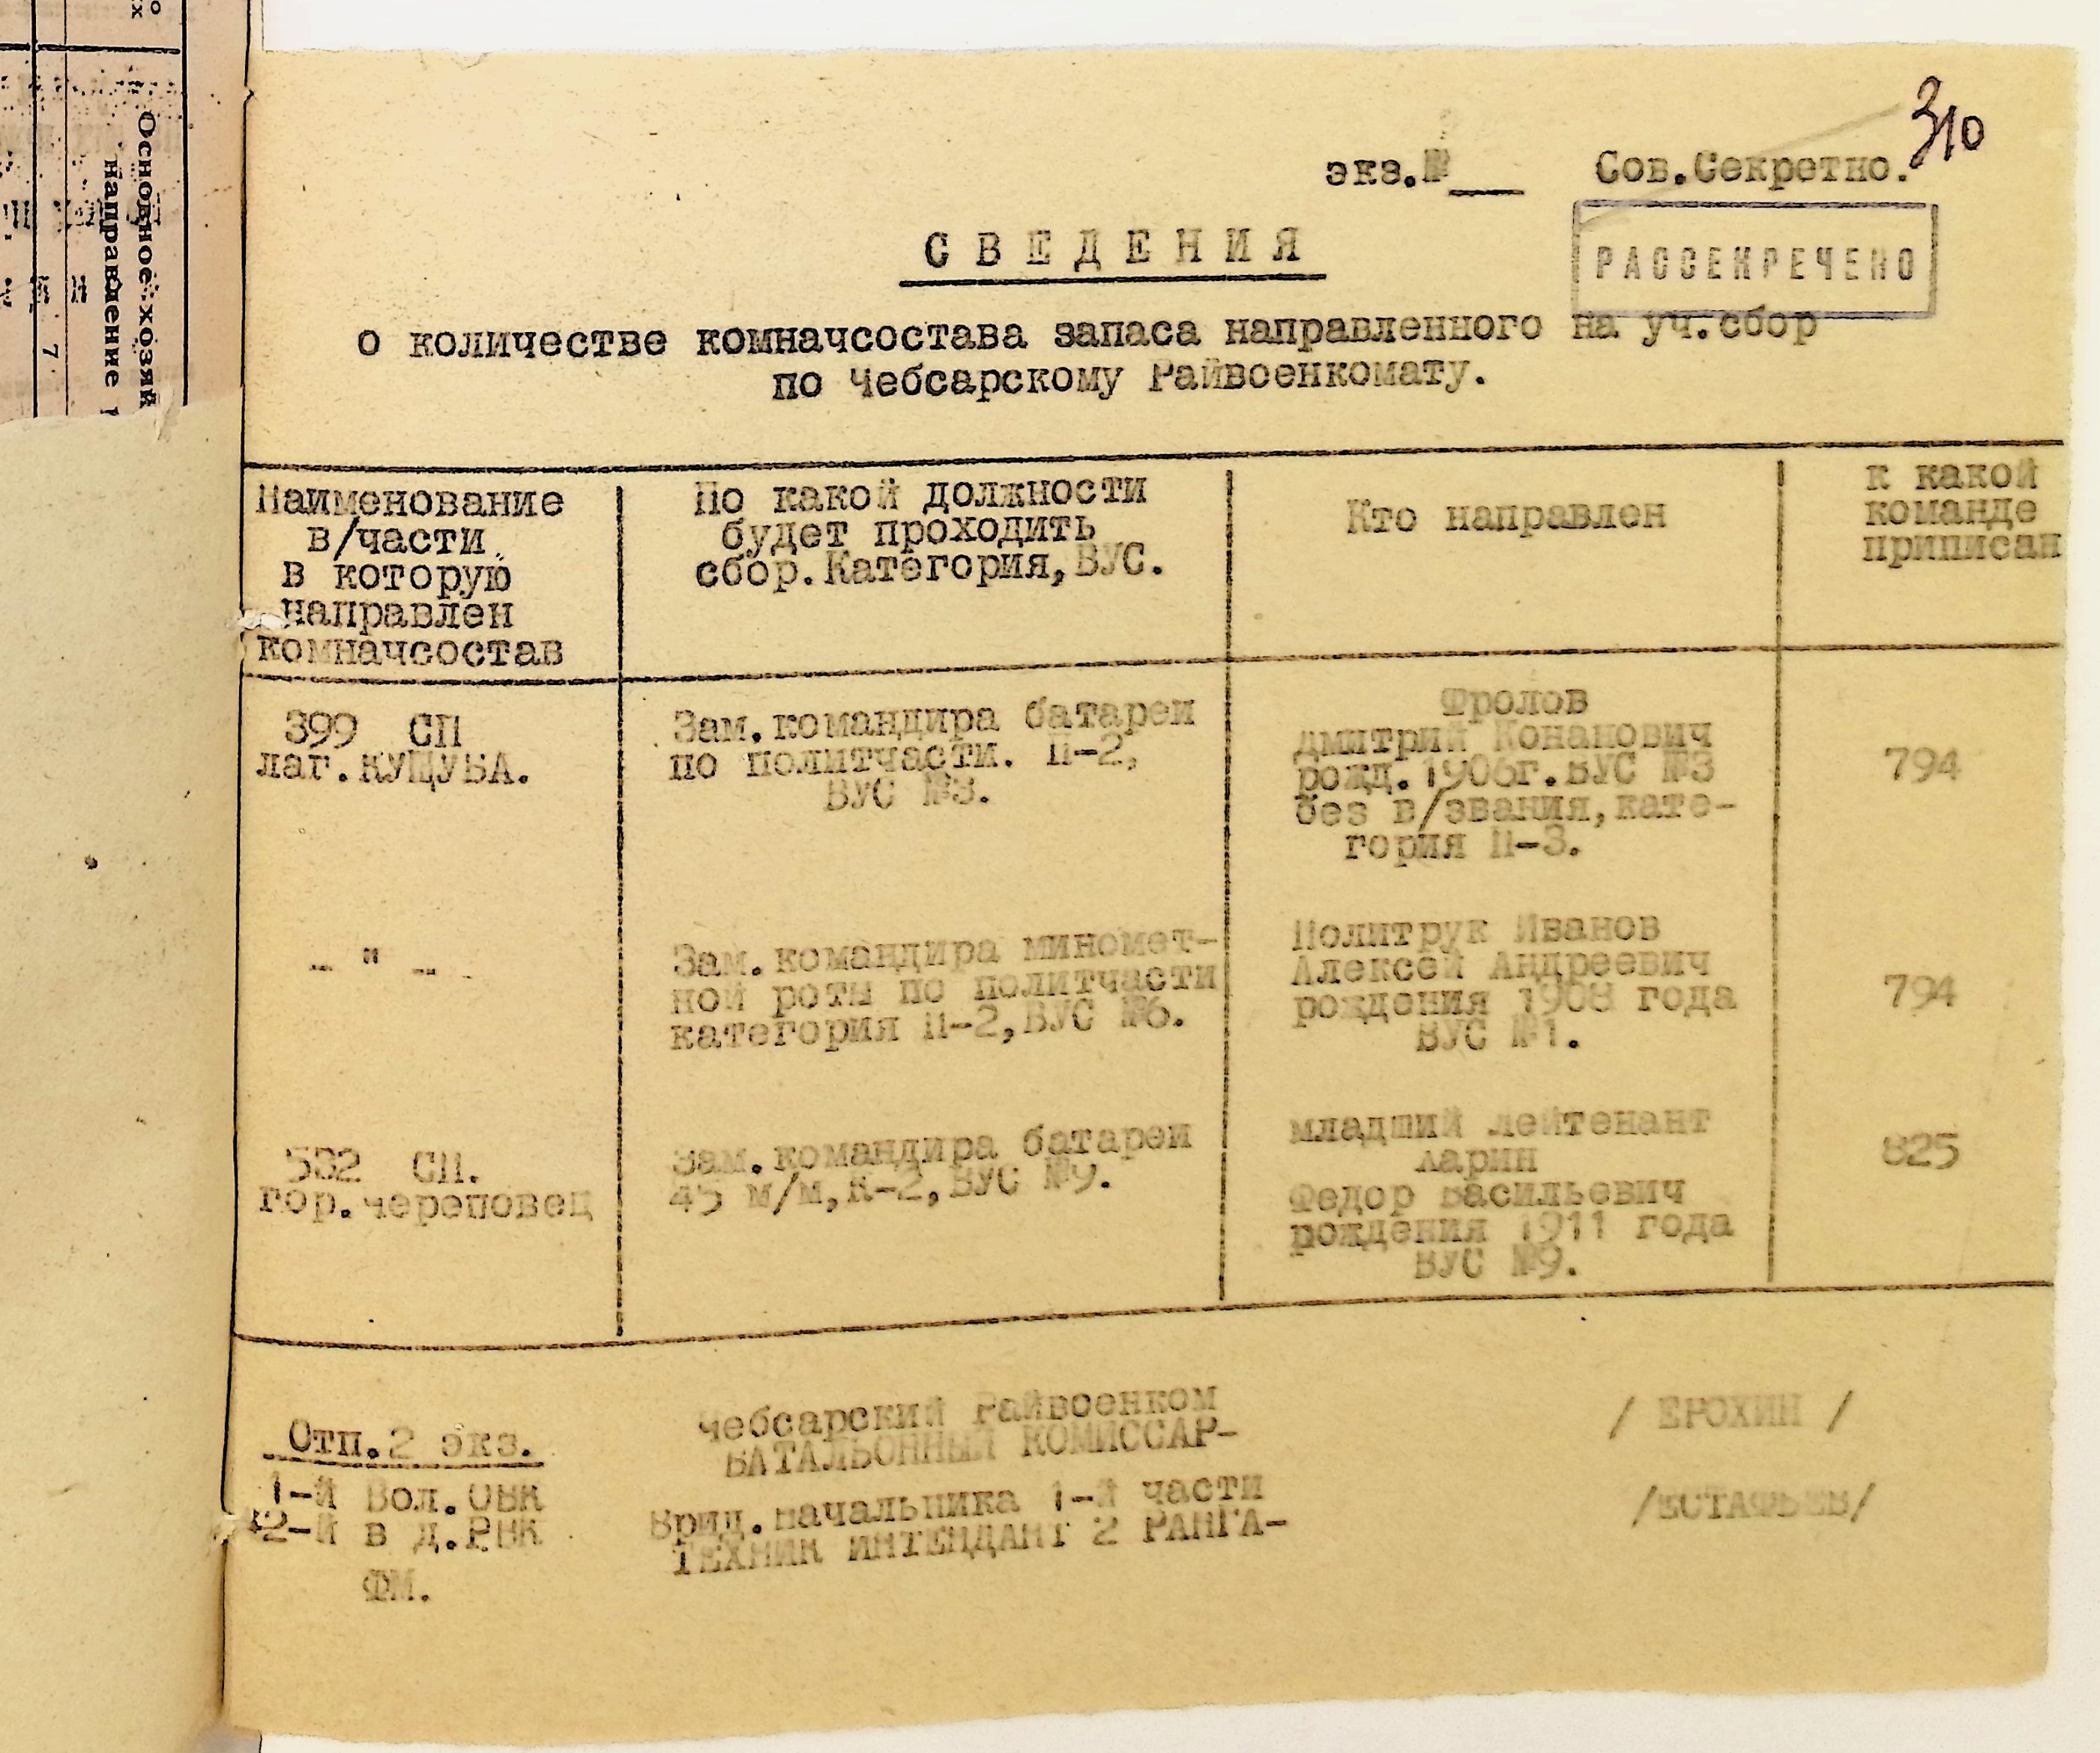 310
экз.№__ Сов.Секретно.
РАССЕКРЕЧЕНО
СВЕДЕНИЯ
о количестве комначсостава запаса направленного на уч.сбор
по Чебсарскому Райвоенкомату.
Наименование
в/части
в которую
направлен
комначсостав
По какой должности
будет проходить
сбор.Категория,ВУС.
Кто направлен
к какой
команде
приписан
399 СП
лаг.КУЩУБА.
Зам.командира батареи
по политчасти. П-2,
ВУС №3.
Фролов
Дмитрий Конанович
рожд.1906г.ВУС №3
без в/звания,кате-
гория П-3.
794
- " - -
Зам.командира миномет-
ной роты по политчасти
категория П-2,ВУС №6.
Политрук Иванов
Алексей Андреевич
рождения 1908 года
ВУС №1.
794
532 СП.
гор.череповец
Зам.командира батареи
45 м/м,К-2,ВУС №9.
младший лейтенант
Ларин
Федор Васильевич
рождения 1911 года
ВУС №9.
825
Чебсарский Райвоенком
БАТАЛЬОННЫЙ КОМИССАР-
/ ЕРОХИН /
Врид.начальника 1-й части
ТЕХНИК ИНТЕНДАНТ 2 РАНГА-
/ЕСТАФЬЕВ/
Отп.2 экз.
1-й Вол.ОВК
2-й в д.РВК
ФМ.
Основное хозяй
направление
7